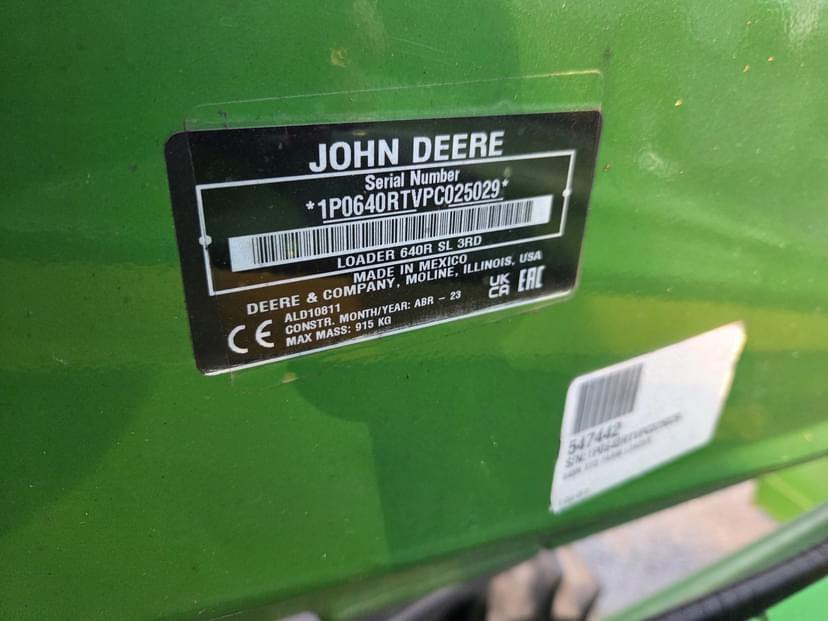 JOHN DEERE
Serial Number
*1P0640RTVPC025029*
LOADER 640R SL 3RD
MADE IN MEXICO
DEERE & COMPANY, MOLINE, ILLINOIS, USA
ALD10811
CONSTR. MONTH/YEAR: ABR - 23
MAX MASS: 915 KG
CE
UK
CA
EAC
547442
S/N: 1P0640RTVPC025029